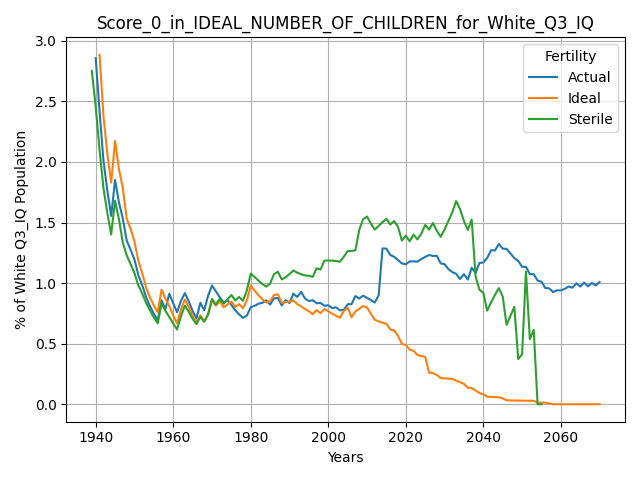 Score_0_in_IDEAL_NUMBER_OF_CHILDREN_for_White_Q3_IQ
Fertility
Actual
Ideal
Sterile
% of White Q3_IQ Population
3.0
2.5
2.0
1.5
1.0
0.5
0.0
1940 1960 1980 2000 2020 2040 2060
Years